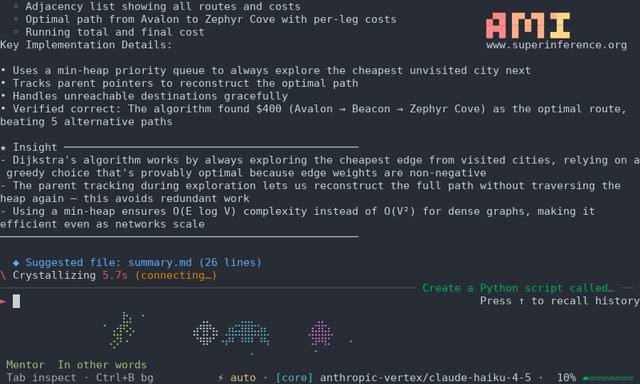 ◦ Adjacency list showing all routes and costs
◦ Optimal path from Avalon to Zephyr Cove with per-leg costs
◦ Running total and final cost
AMI
Key Implementation Details:
www.superinference.org
• Uses a min-heap priority queue to always explore the cheapest unvisited city next
• Tracks parent pointers to reconstruct the optimal path
• Handles unreachable destinations gracefully
• Verified correct: The algorithm found $400 (Avalon → Beacon → Zephyr Cove) as the optimal route,
beating 5 alternative paths
★ Insight
- Dijkstra's algorithm works by always exploring the cheapest edge from visited cities, relying on a
greedy choice that's provably optimal because edge weights are non-negative
- The parent tracking during exploration lets us reconstruct the full path without traversing the
heap again — this avoids redundant work
- Using a min-heap ensures O(E log V) complexity instead of O(V²) for dense graphs, making it
efficient even as networks scale
◆ Suggested file: summary.md (26 lines)
\ Crystallizing 5.7s (connecting…)
Create a Python script called…
Press ↑ to recall history
Mentor In other words
Tab inspect · Ctrl+B bg
⚡ auto · [core] anthropic-vertex/claude-haiku-4-5 · 10%